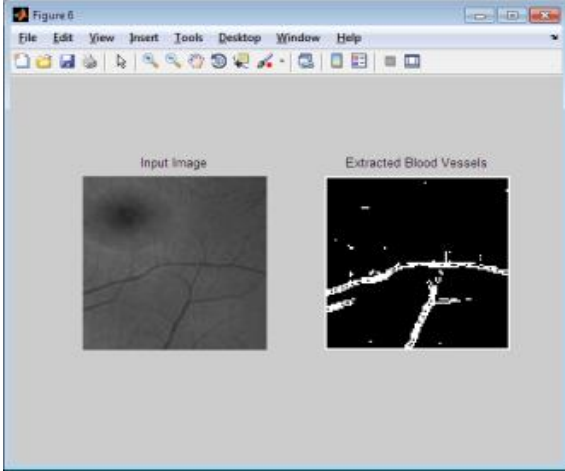 Figure 6
File Edit View Insert Tools Desktop Window Help
Input Image
Extracted Blood Vessels